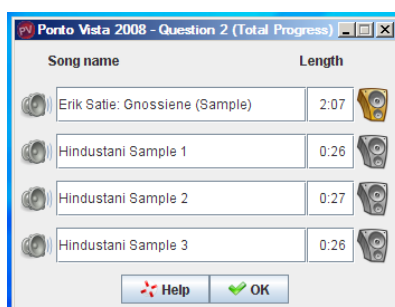 PV Ponto Vista 2008 - Question 2 (Total Progress)
Song name Length
Erik Satie: Gnossiene (Sample) 2:07
Hindustani Sample 1 0:26
Hindustani Sample 2 0:27
Hindustani Sample 3 0:26
Help OK